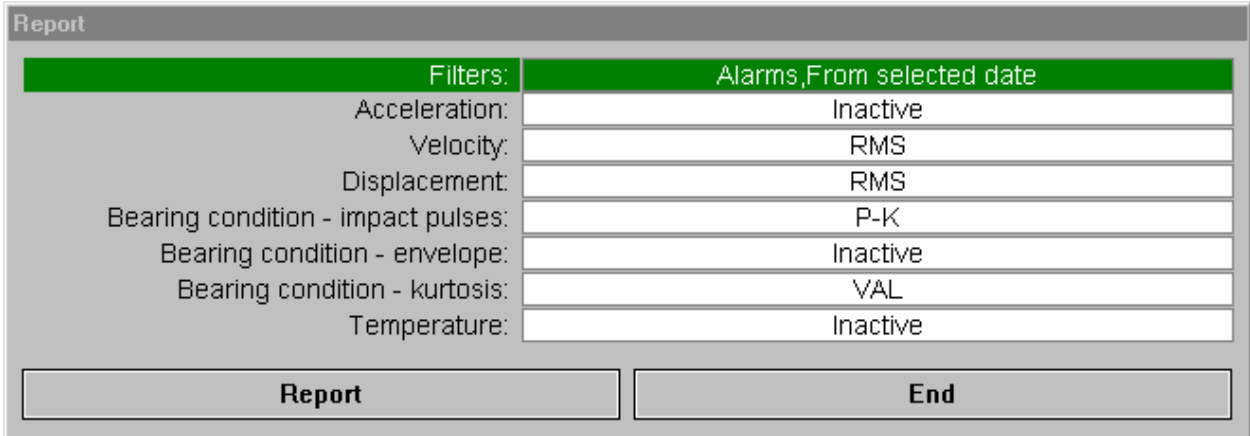 Report
Filters: Alarms,From selected date
Acceleration: Inactive
Velocity: RMS
Displacement: RMS
Bearing condition - impact pulses: P-K
Bearing condition - envelope: Inactive
Bearing condition - kurtosis: VAL
Temperature: Inactive
Report End